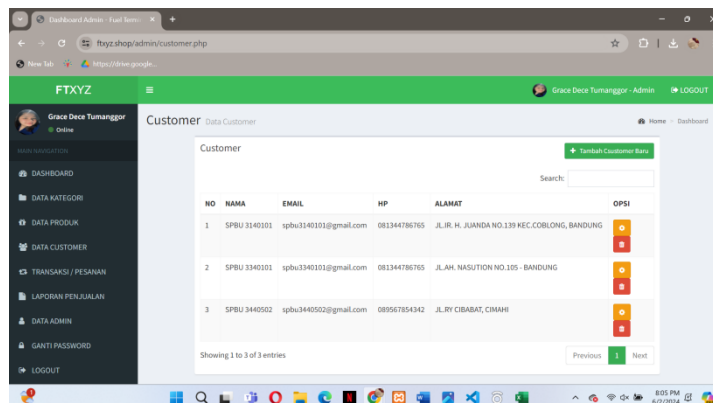 Dashboard Admin - Fuel Termin
ftxyz.shop/admin/customer.php
New Tab
https://drive.google...
FTXYZ
Grace Dece Tumanggor - Admin
LOGOUT
Grace Dece Tumanggor
Online
Customer Data Customer
Home > Dashboard
MAIN NAVIGATION
DASHBOARD
DATA KATEGORI
DATA PRODUK
DATA CUSTOMER
TRANSAKSI / PESANAN
LAPORAN PENJUALAN
DATA ADMIN
GANTI PASSWORD
LOGOUT
Customer
Tambah Csustomer Baru
Search:
NO NAMA EMAIL HP ALAMAT OPSI
1 SPBU 3140101 spbu3140101@gmail.com 081344786765 JL.IR. H. JUANDA NO.139 KEC.COBLONG, BANDUNG
2 SPBU 3340101 spbu3340101@gmail.com 081344786765 JL.AH. NASUTION NO.105 - BANDUNG
3 SPBU 3440502 spbu3440502@gmail.com 089567854342 JL.RY CIBABAT, CIMAHI
Showing 1 to 3 of 3 entries
Previous 1 Next
8:05 PM
6/2/2024